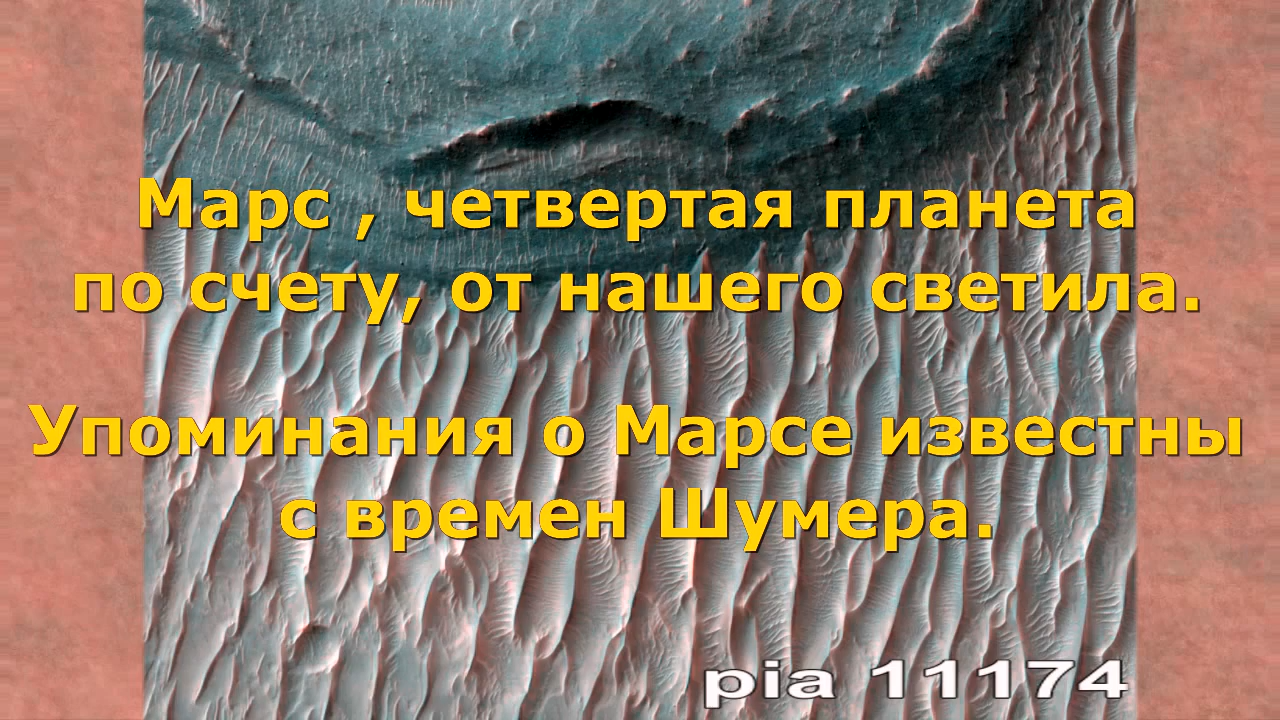 Марс , четвертая планета
по счету, от нашего светила.
Упоминания о Марсе известны
с времен Шумера.
pia 11174